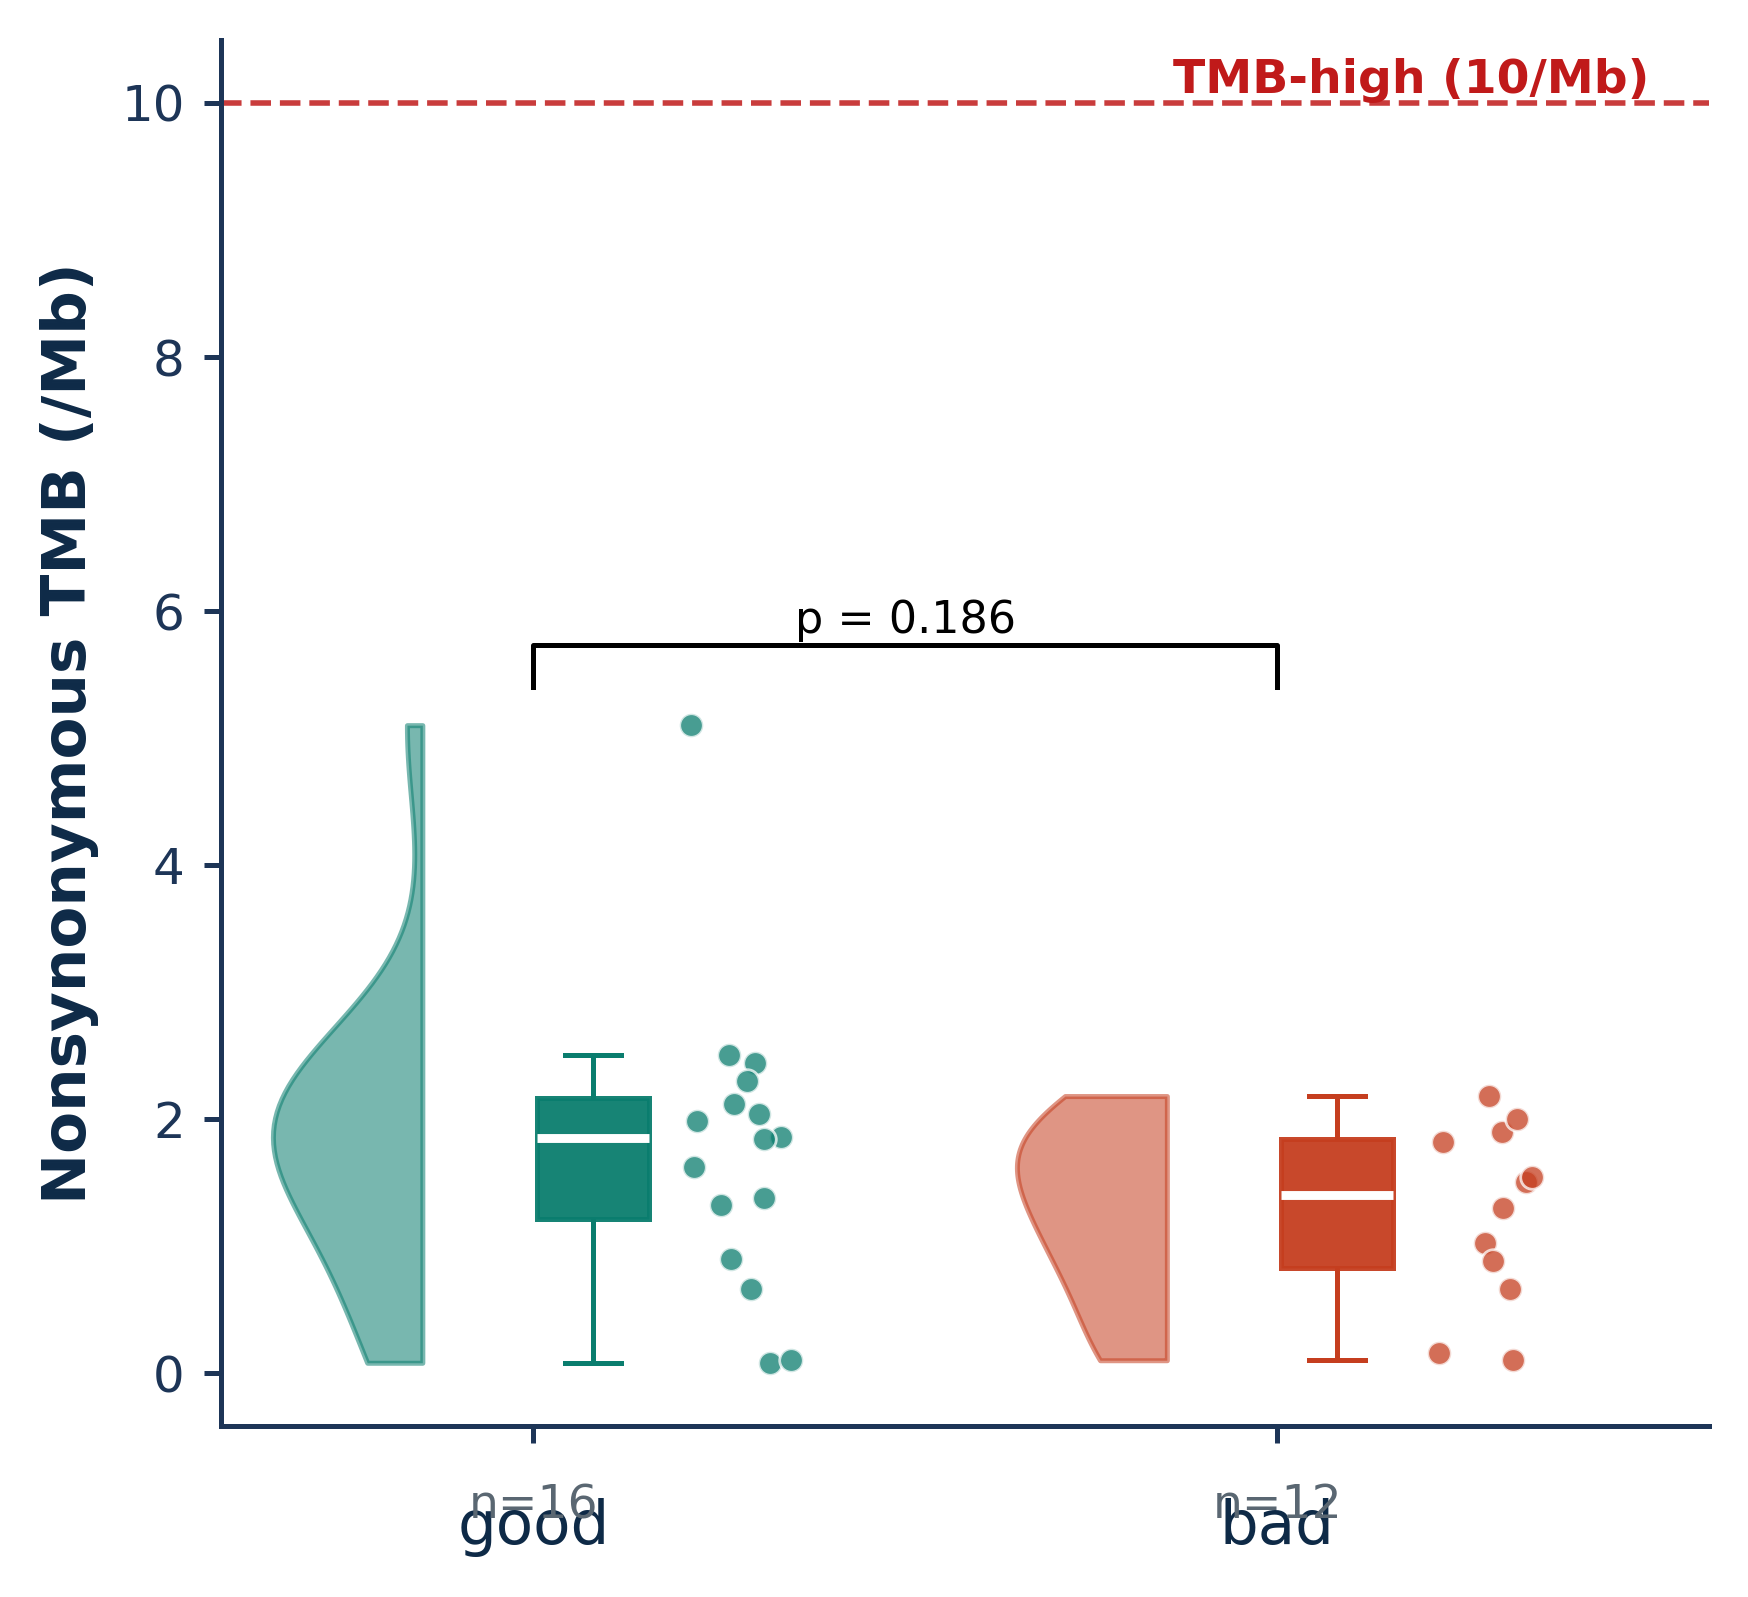 TMB-high (10/Mb)
10
8
6
4
2
0
Nonsynonymous TMB (/Mb)
p = 0.186
n=16
good
n=12
bad